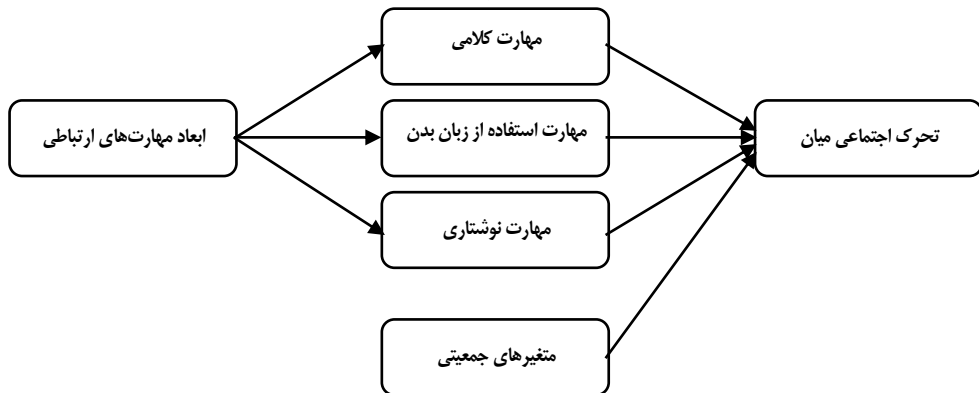 مهارت کلامی
ابعاد مهارت‌های ارتباطی
مهارت استفاده از زبان بدن
تحرک اجتماعی میان
مهارت نوشتاری
متغیرهای جمعیتی